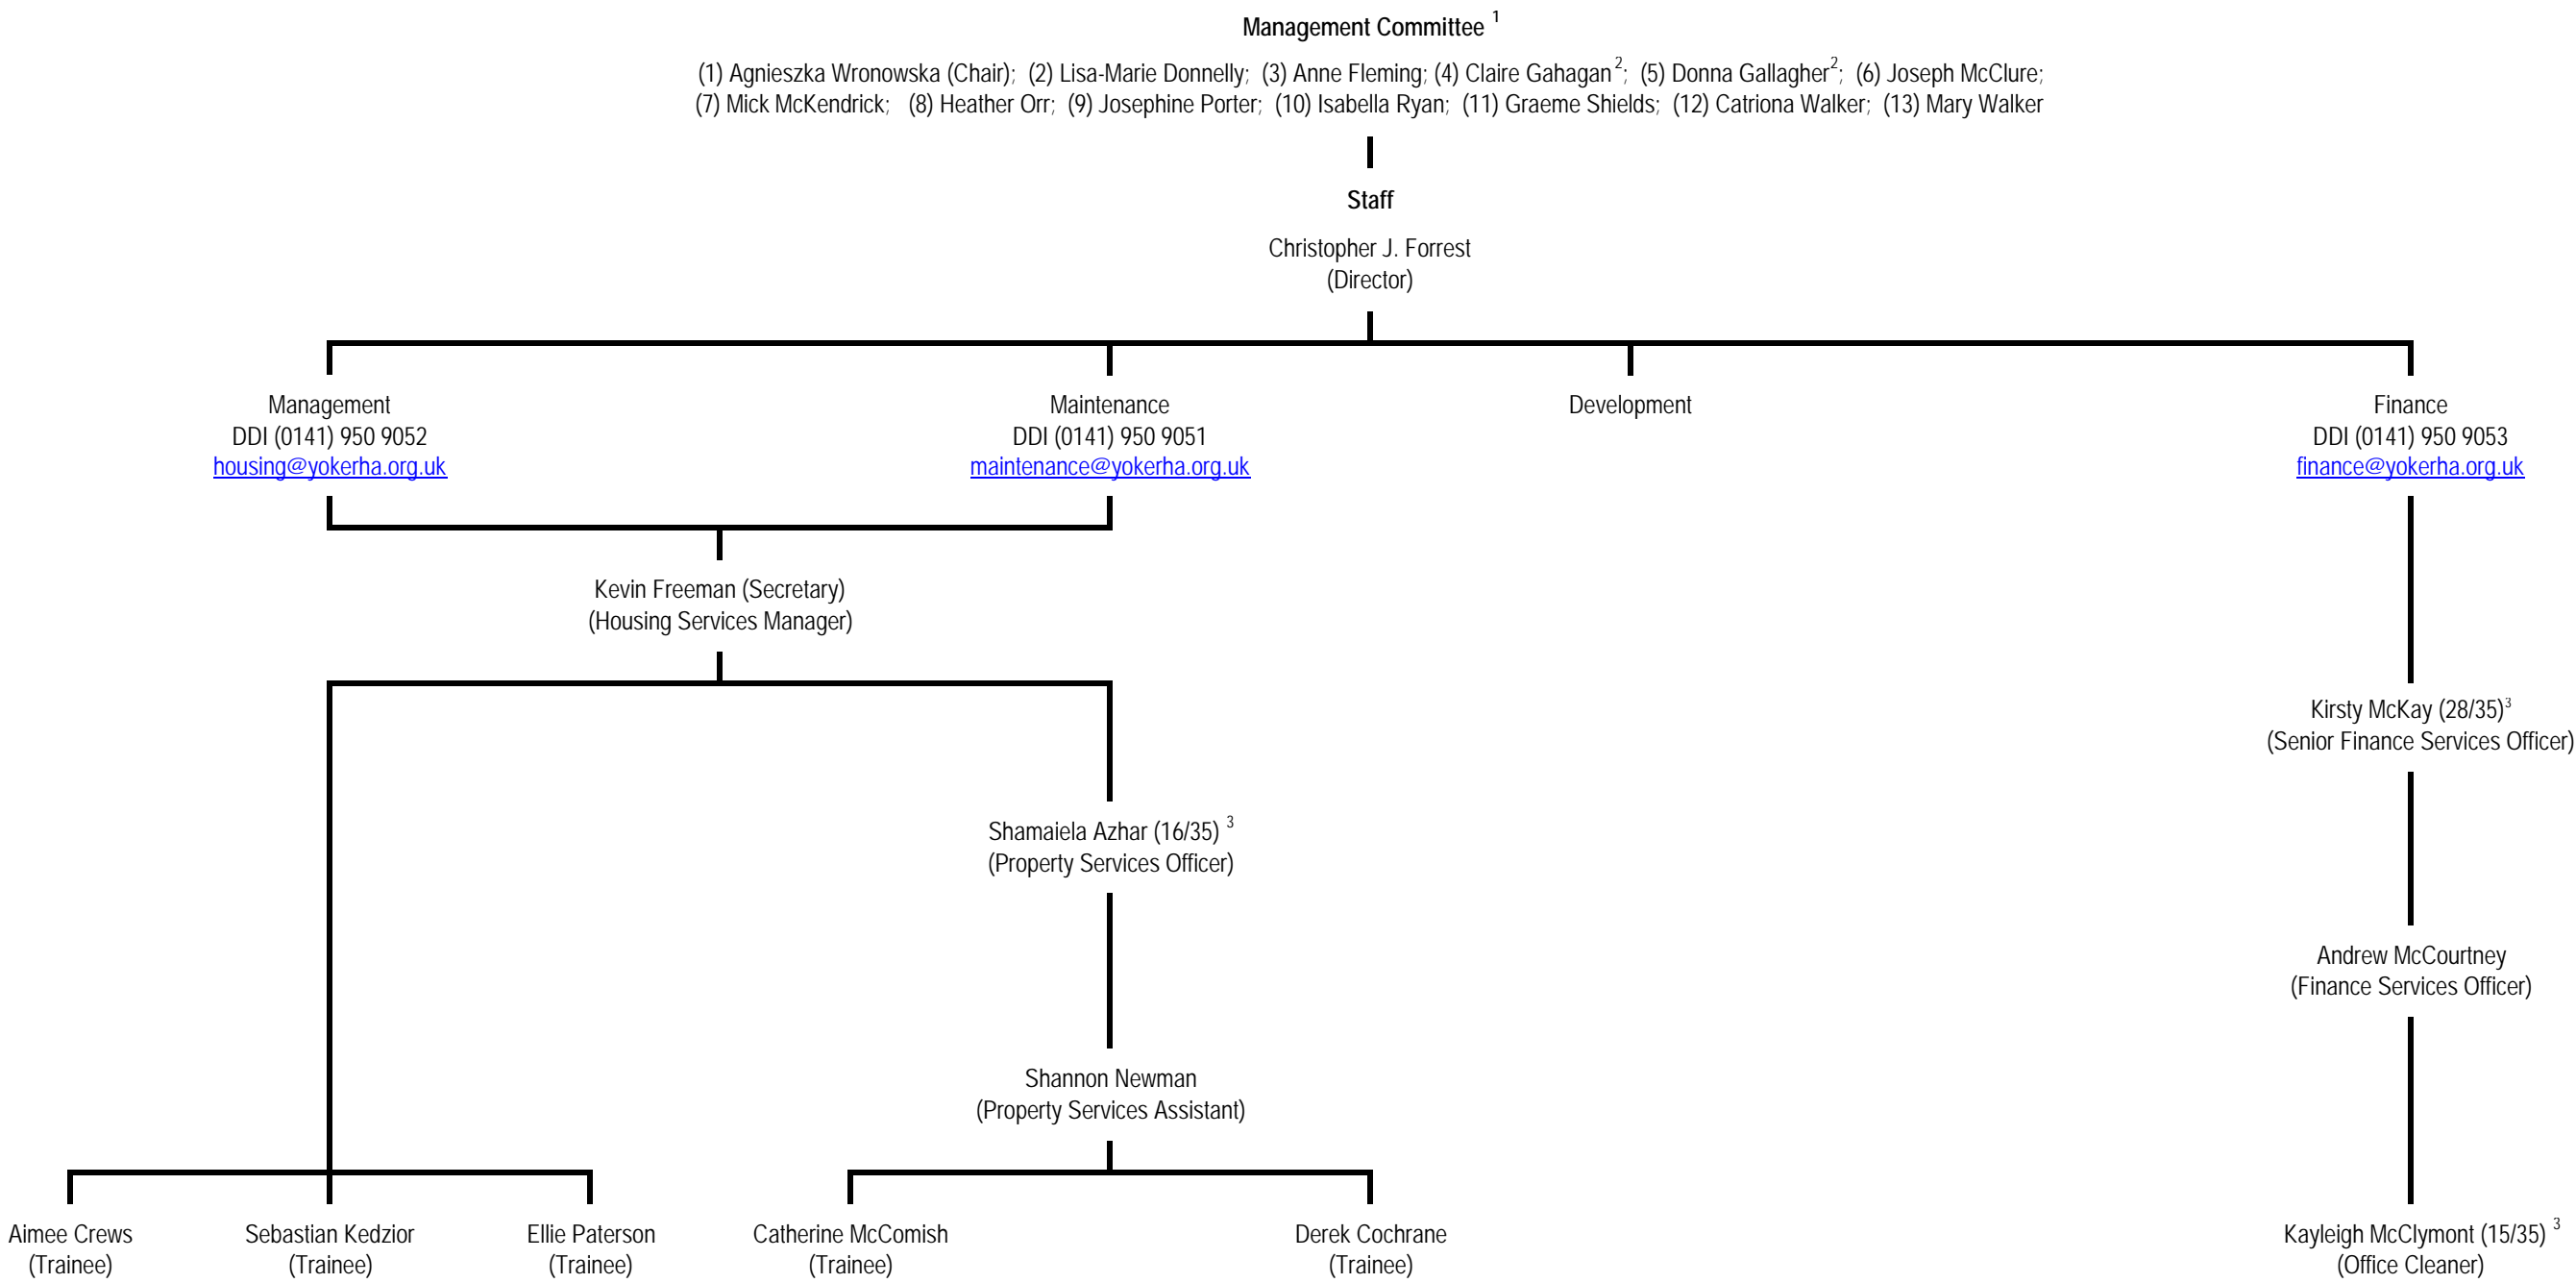 Management Committee 1
(1) Agnieszka Wronowska (Chair); (2) Lisa-Marie Donnelly; (3) Anne Fleming; (4) Claire Gahagan2; (5) Donna Gallagher2; (6) Joseph McClure;
(7) Mick McKendrick; (8) Heather Orr; (9) Josephine Porter; (10) Isabella Ryan; (11) Graeme Shields; (12) Catriona Walker; (13) Mary Walker
Staff
Christopher J. Forrest
(Director)
Management
DDI (0141) 950 9052
housing@yokerha.org.uk
Maintenance
DDI (0141) 950 9051
maintenance@yokerha.org.uk
Development
Finance
DDI (0141) 950 9053
finance@yokerha.org.uk
Kevin Freeman (Secretary)
(Housing Services Manager)
Kirsty McKay (28/35)3
(Senior Finance Services Officer)
Shamaiela Azhar (16/35) 3
(Property Services Officer)
Andrew McCourtney
(Finance Services Officer)
Shannon Newman
(Property Services Assistant)
Aimee Crews
(Trainee)
Sebastian Kedzior
(Trainee)
Ellie Paterson
(Trainee)
Catherine McComish
(Trainee)
Derek Cochrane
(Trainee)
Kayleigh McClymont (15/35) 3
(Office Cleaner)